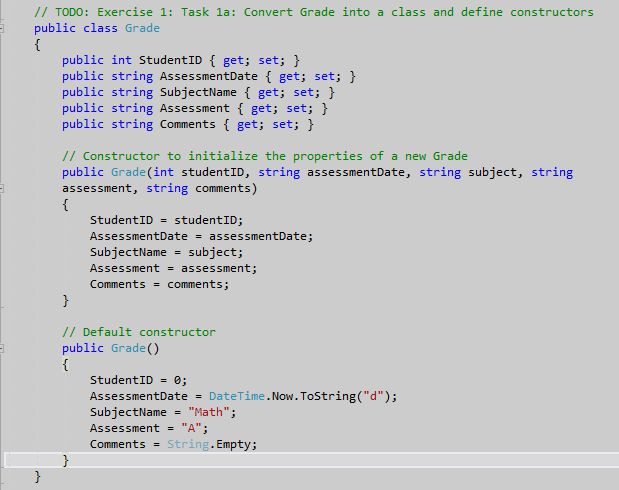 // TODO: Exercise 1: Task 1a: Convert Grade into a class and define constructors
public class Grade
{
public int StudentID { get; set; }
public string AssessmentDate { get; set; }
public string SubjectName { get; set; }
public string Assessment { get; set; }
public string Comments { get; set; }
// Constructor to initialize the properties of a new Grade
public Grade(int studentID, string assessmentDate, string subject, string
assessment, string comments)
{
StudentID = studentID;
AssessmentDate = assessmentDate;
SubjectName = subject;
Assessment = assessment;
Comments = comments;
}
// Default constructor
public Grade()
{
StudentID = 0;
AssessmentDate = DateTime.Now.ToString("d");
SubjectName = "Math";
Assessment = "A";
Comments = String.Empty;
}
}